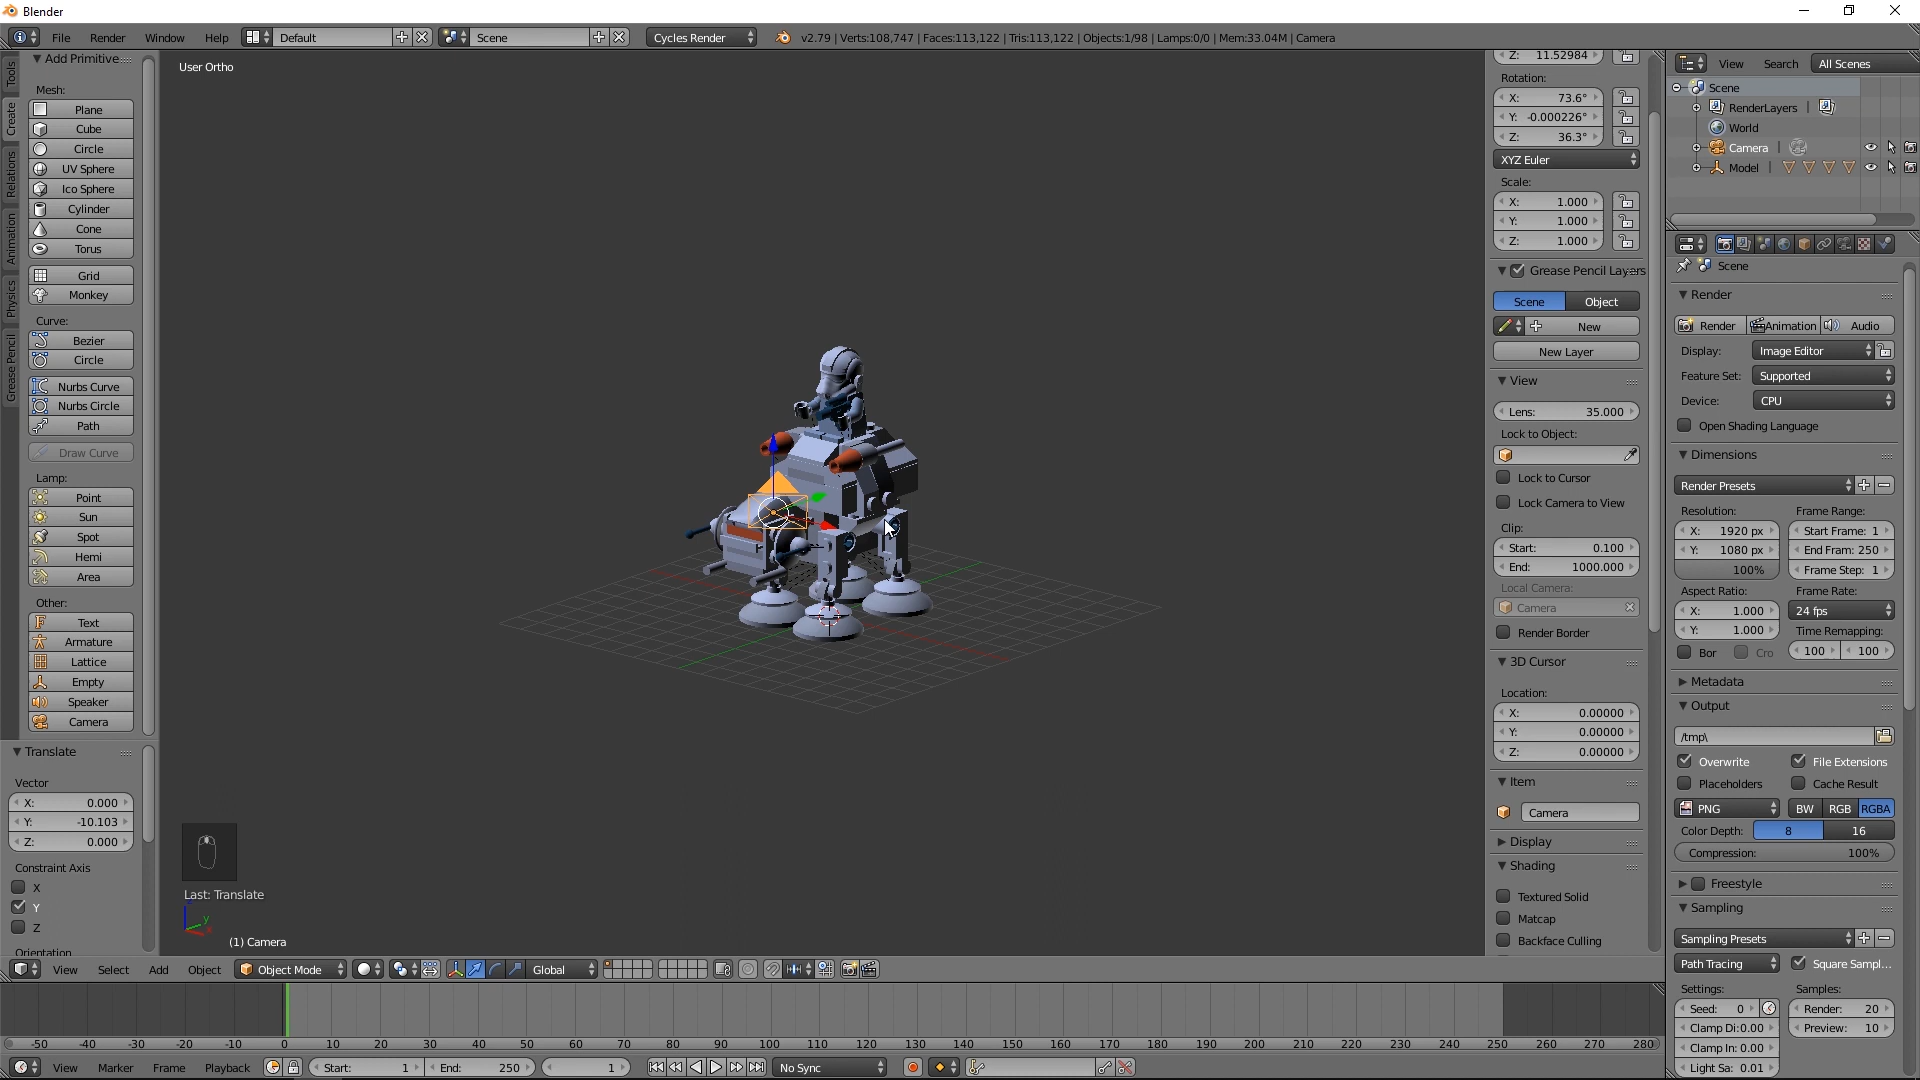 Blender
File Render Window Help Default Scene Cycles Render v2.79 | Verts:108,747 | Faces:113,122 | Tris:113,122 | Objects:1/98 | Lamps:0/0 | Mem:33.04M | Camera
Tools
Create
Relations
Animation
Physics
Grease Pencil
Add Primitive
Mesh:
Plane
Cube
Circle
UV Sphere
Ico Sphere
Cylinder
Cone
Torus
Grid
Monkey
Curve:
Bezier
Circle
Nurbs Curve
Nurbs Circle
Path
Draw Curve
Lamp:
Point
Sun
Spot
Hemi
Area
Other:
Text
Armature
Lattice
Empty
Speaker
Camera
Translate
Vector
X: 0.000
Y: -10.103
Z: 0.000
Constraint Axis
X
Y
Z
Orientation
User Ortho
Last: Translate
y
(1) Camera
Z: 11.52984
Rotation:
X: 73.6°
Y: -0.000226°
Z: 36.3°
XYZ Euler
Scale:
X: 1.000
Y: 1.000
Z: 1.000
Grease Pencil Layers
Scene Object
New
New Layer
View
Lens: 35.000
Lock to Object:
Lock to Cursor
Lock Camera to View
Clip:
Start: 0.100
End: 1000.000
Local Camera:
Camera
Render Border
3D Cursor
Location:
X: 0.00000
Y: 0.00000
Z: 0.00000
Item
Camera
Display
Shading
Textured Solid
Matcap
Backface Culling
View Search All Scenes
Scene
RenderLayers |
World
Camera |
Model |
Scene
Render
Render Animation Audio
Display: Image Editor
Feature Set: Supported
Device: CPU
Open Shading Language
Dimensions
Render Presets
Resolution: Frame Range:
X: 1920 px Start Frame: 1
Y: 1080 px End Fram: 250
100% Frame Step: 1
Aspect Ratio: Frame Rate:
X: 1.000 24 fps
Y: 1.000 Time Remapping:
Bor Cro 100 100
Metadata
Output
/tmp\
Overwrite File Extensions
Placeholders Cache Result
PNG BW RGB RGBA
Color Depth: 8 16
Compression: 100%
Freestyle
Sampling
Sampling Presets
Path Tracing Square Sampl...
Settings: Samples:
Seed: 0 Render: 20
Clamp Di:0.00 Preview: 10
Clamp In: 0.00
Light Sa: 0.01
View Select Add Object Object Mode Global
-50 -40 -30 -20 -10 0 10 20 30 40 50 60 70 80 90 100 110 120 130 140 150 160 170 180 190 200 210 220 230 240 250 260 270 280
View Marker Frame Playback Start: 1 End: 250 1 No Sync